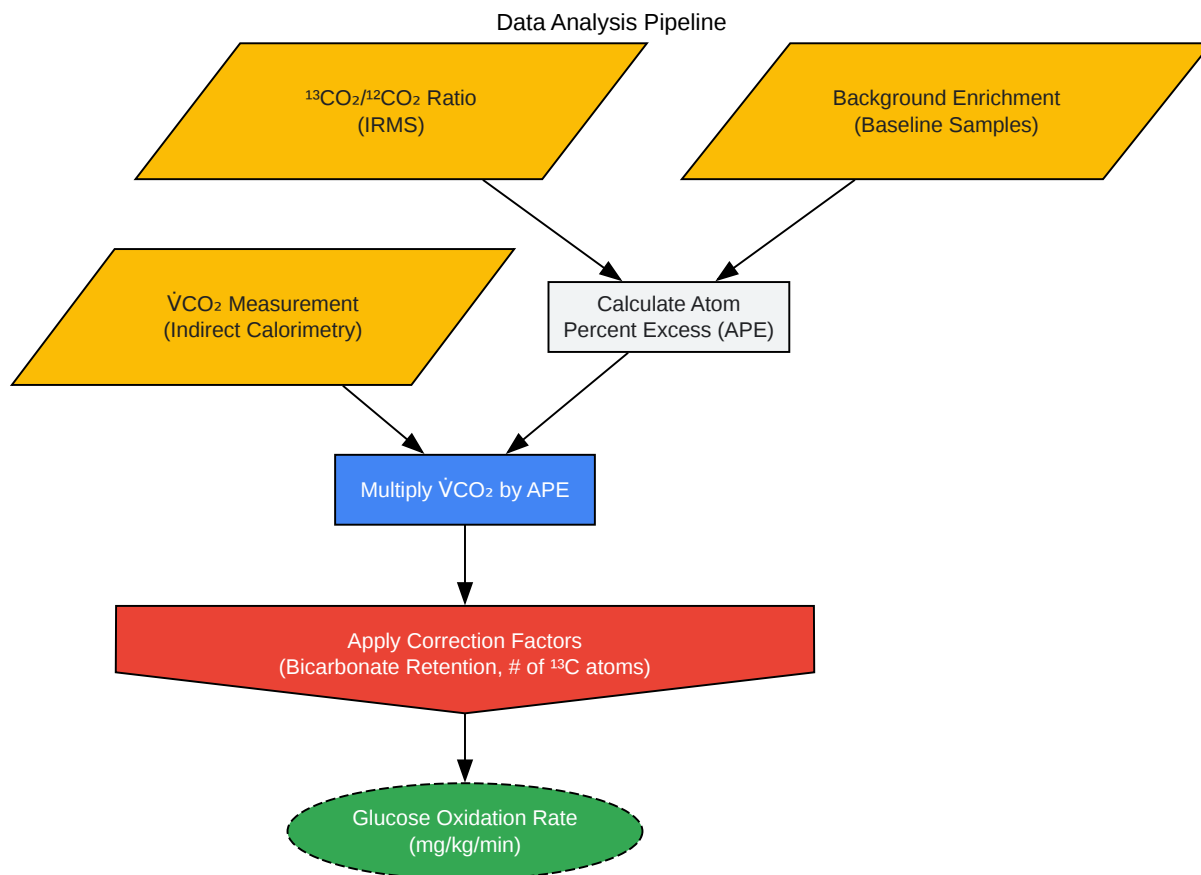 Data Analysis Pipeline
¹³CO₂/¹²CO₂ Ratio
(IRMS)
Background Enrichment
(Baseline Samples)
V̇CO₂ Measurement
(Indirect Calorimetry)
Calculate Atom
Percent Excess (APE)
Multiply V̇CO₂ by APE
Apply Correction Factors
(Bicarbonate Retention, # of ¹³C atoms)
Glucose Oxidation Rate
(mg/kg/min)